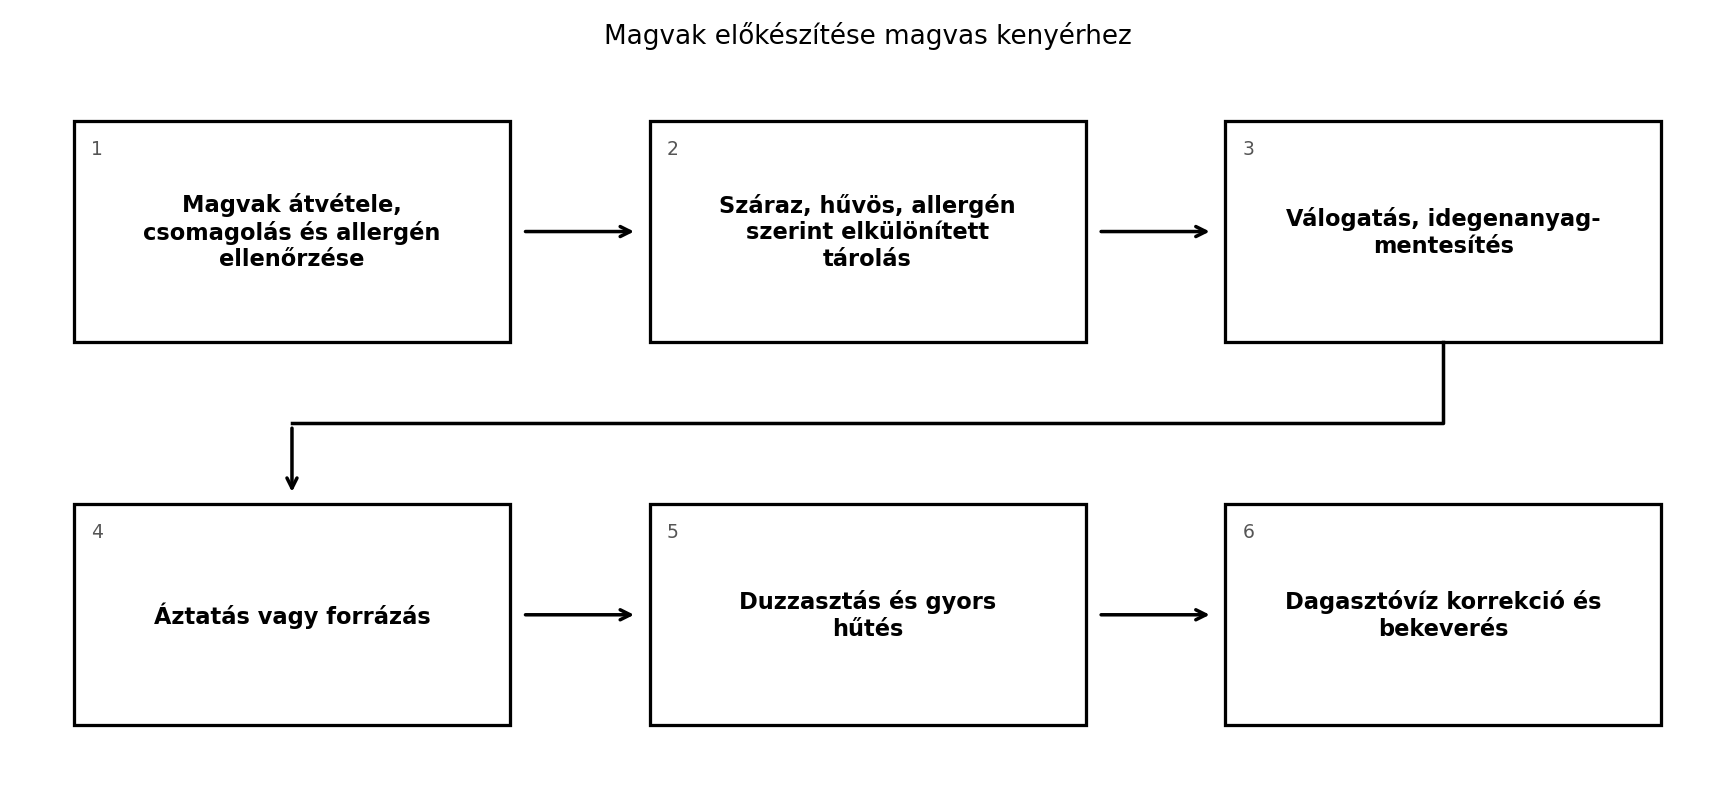 Magvak előkészítése magvas kenyérhez
1
Magvak átvétele,
csomagolás és allergén
ellenőrzése
2
Száraz, hűvös, allergén
szerint elkülönített
tárolás
3
Válogatás, idegenanyag-
mentesítés
4
Áztatás vagy forrázás
5
Duzzasztás és gyors
hűtés
6
Dagasztóvíz korrekció és
bekeverés